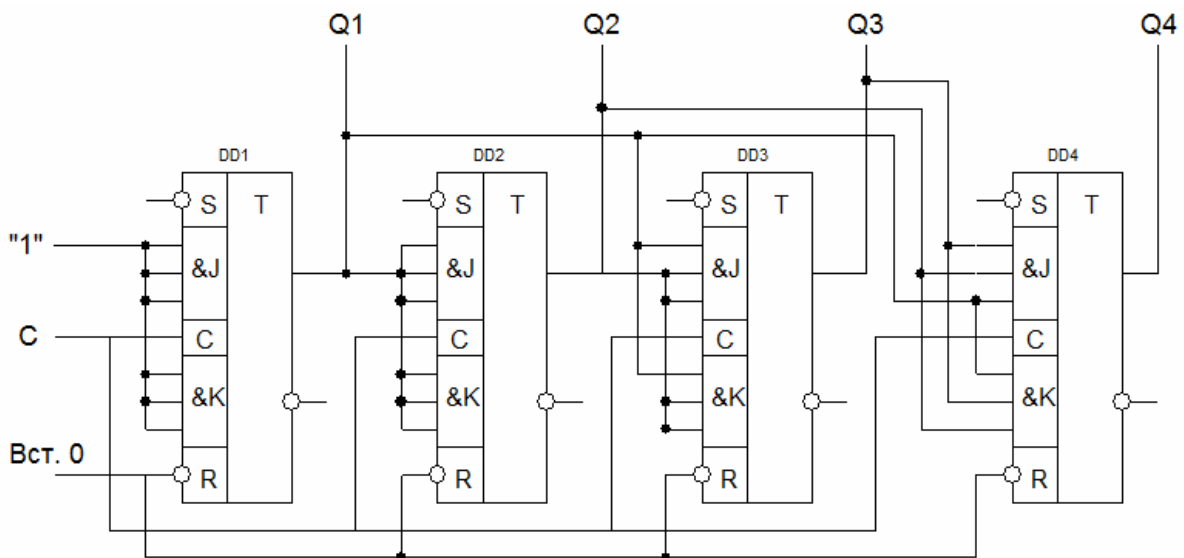 Q1 Q2 Q3 Q4
DD1 DD2 DD3 DD4
S T S T S T S T
"1"
&J &J &J &J
C C C C C
&K &K &K &K
Вст. 0
R R R R